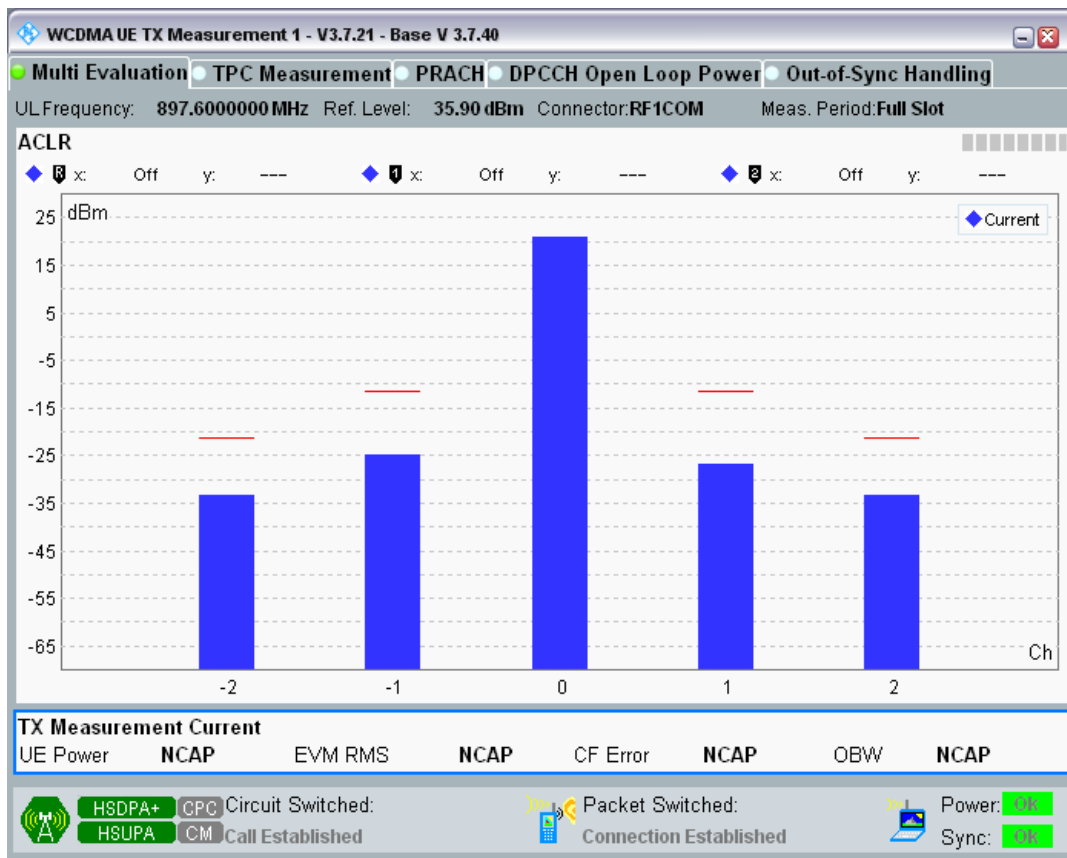 WCDMA UE TX Measurement 1 - V3.7.21 - Base V 3.7.40
Multi Evaluation TPC Measurement PRACH DPCCH Open Loop Power Out-of-Sync Handling
UL Frequency: 897.6000000 MHz Ref. Level: 35.90 dBm Connector:RF1COM Meas. Period:Full Slot
ACLR
R x: Off y: --- 1 x: Off y: --- 2 x: Off y: ---
dBm
Current
25
15
5
-5
-15
-25
-35
-45
-55
-65
Ch
-2 -1 0 1 2
TX Measurement Current
UE Power NCAP EVM RMS NCAP CF Error NCAP OBW NCAP
HSDPA+ CPC Circuit Switched: Packet Switched: Power: Ok
HSUPA CM Call Established Connection Established Sync: Ok